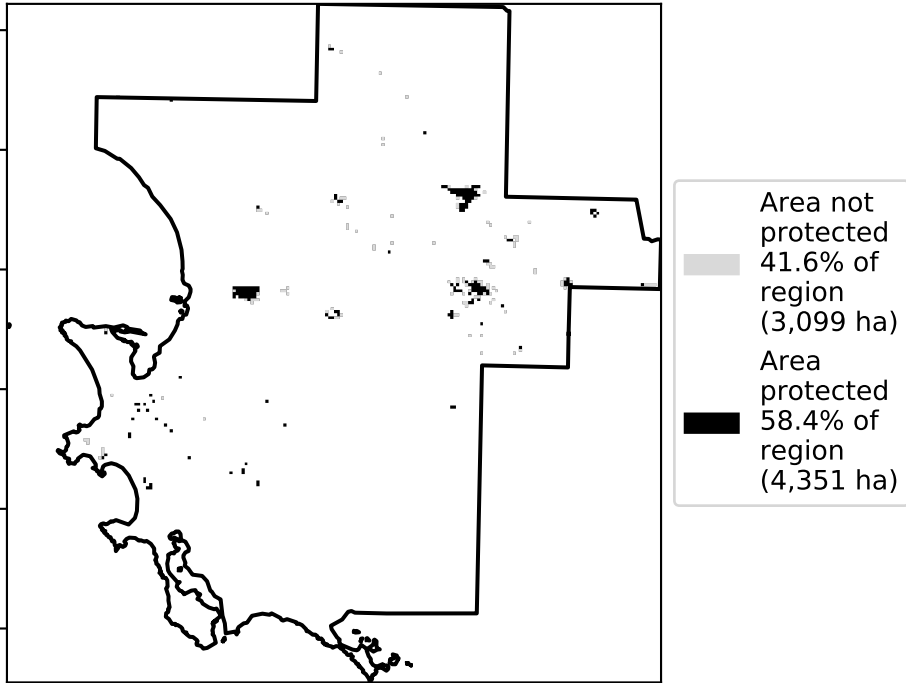 Area not
protected
41.6% of
region
(3,099 ha)
Area
protected
58.4% of
region
(4,351 ha)